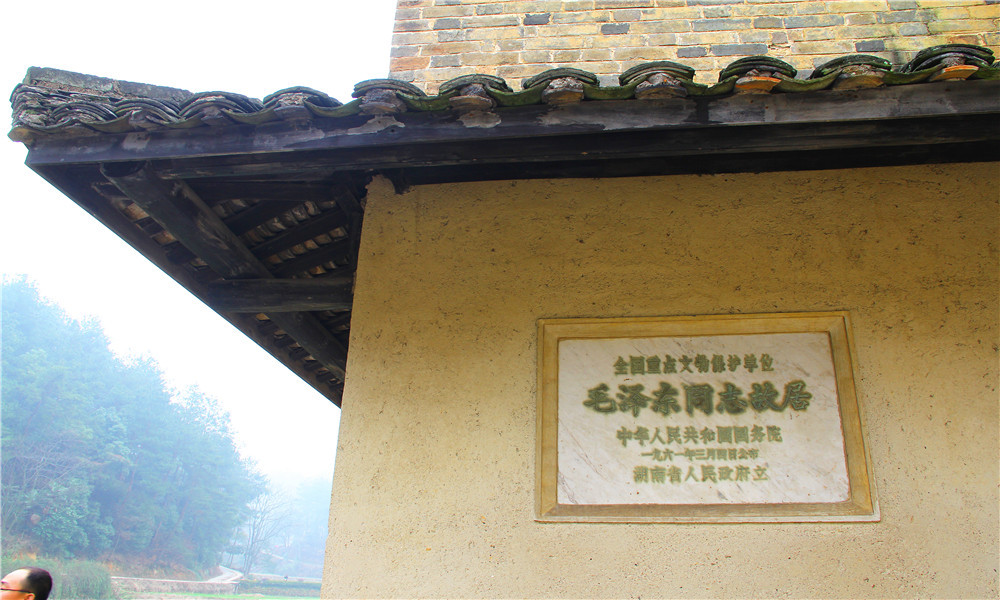 全国重点文物保护单位
毛泽东同志故居
中华人民共和国国务院
一九六一年三月四日公布
湖南省人民政府立